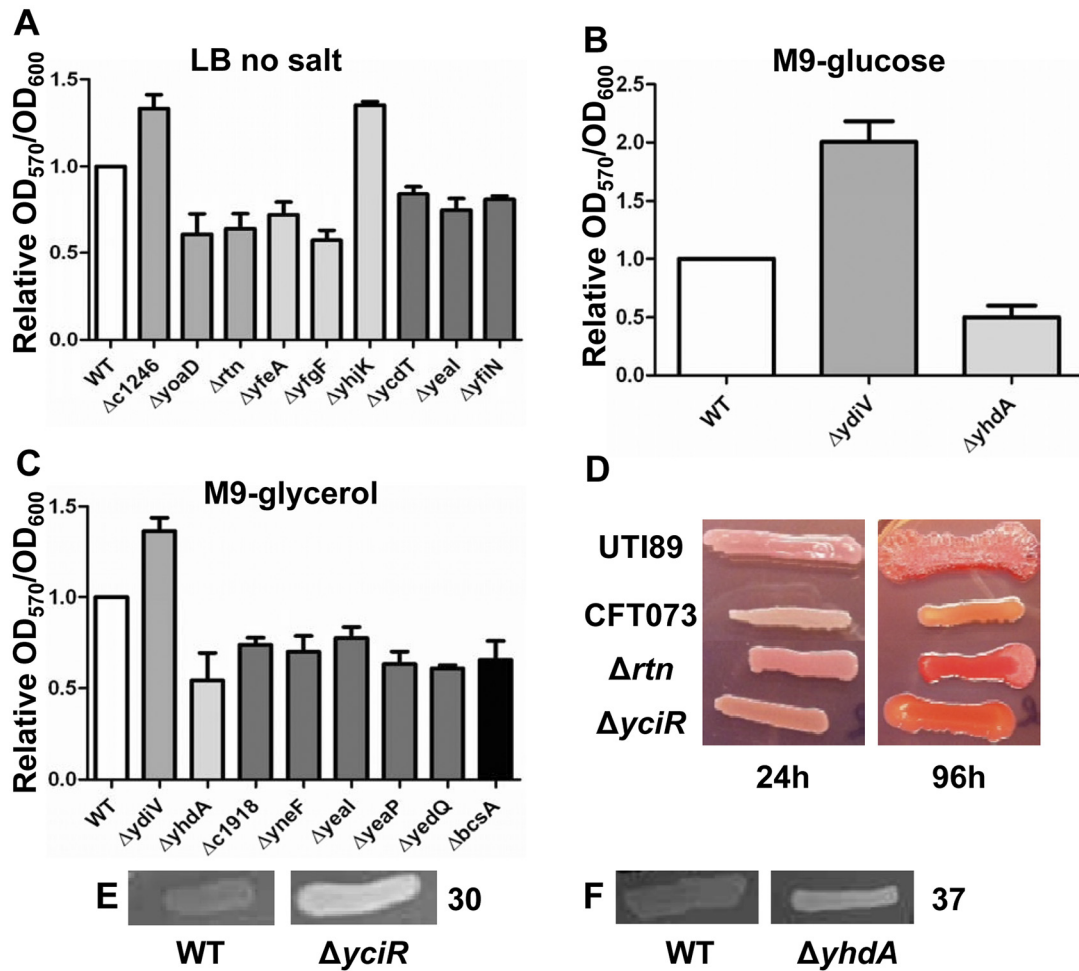 A
LB no salt
Relative OD570/OD600
1.5
1.0
0.5
0.0
WT
Δc1246
ΔyoaD
Δrtn
ΔyfeA
ΔyfgF
ΔyhjK
ΔycdT
ΔyeaI
ΔyfiN
B
M9-glucose
Relative OD570/OD600
2.5
2.0
1.5
1.0
0.5
0.0
WT
ΔydiV
ΔyhdA
C
M9-glycerol
Relative OD570/OD600
1.5
1.0
0.5
0.0
WT
ΔydiV
ΔyhdA
Δc1918
ΔyneF
ΔyeaI
ΔyeaP
ΔyedQ
ΔbcsA
D
UTI89
CFT073
Δrtn
ΔyciR
24h
96h
E
30
WT
ΔyciR
F
37
WT
ΔyhdA